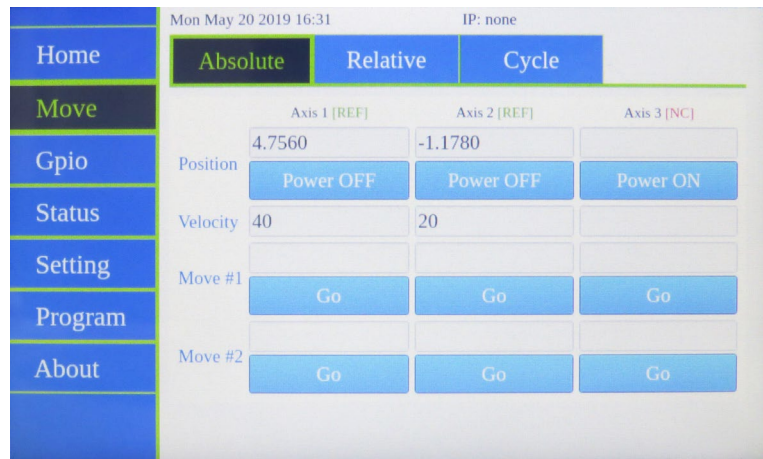 Mon May 20 2019 16:31 IP: none
Home
Move
Gpio
Status
Setting
Program
About
Absolute Relative Cycle
Axis 1 [REF] Axis 2 [REF] Axis 3 [NC]
4.7560 -1.1780
Position
Power OFF Power OFF Power ON
Velocity 40 20
Move #1
Go Go Go
Move #2
Go Go Go